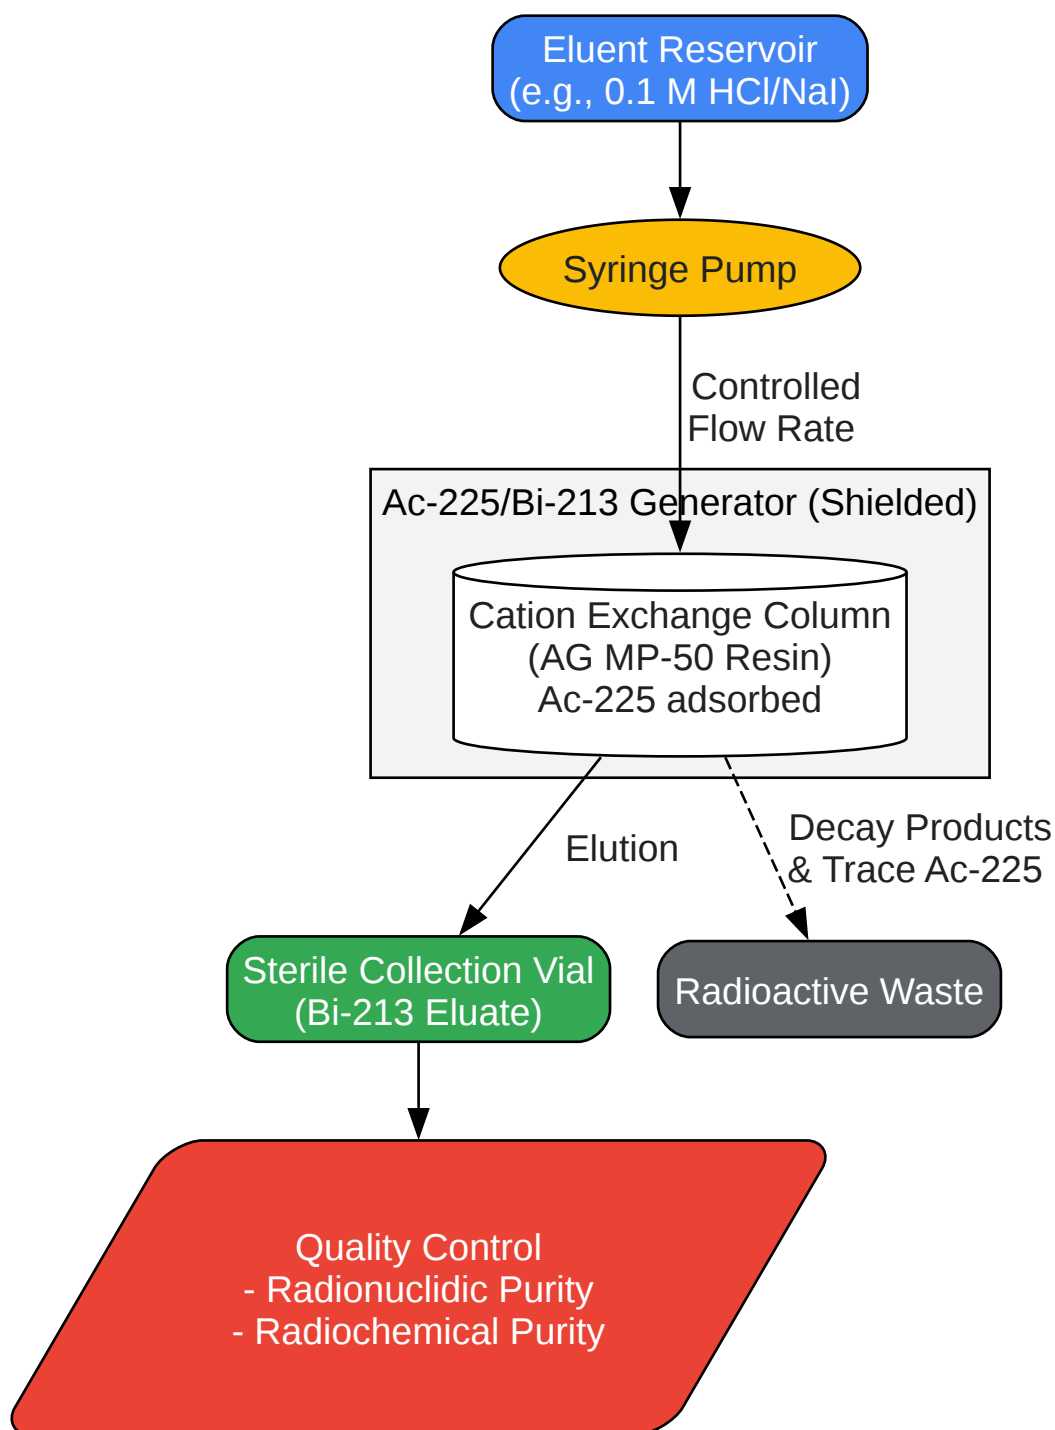 Eluent Reservoir
(e.g., 0.1 M HCl/NaI)
Syringe Pump
Controlled
Flow Rate
Ac-225/Bi-213 Generator (Shielded)
Cation Exchange Column
(AG MP-50 Resin)
Ac-225 adsorbed
Elution
Decay Products
& Trace Ac-225
Sterile Collection Vial
(Bi-213 Eluate)
Radioactive Waste
Quality Control
- Radionuclidic Purity
- Radiochemical Purity